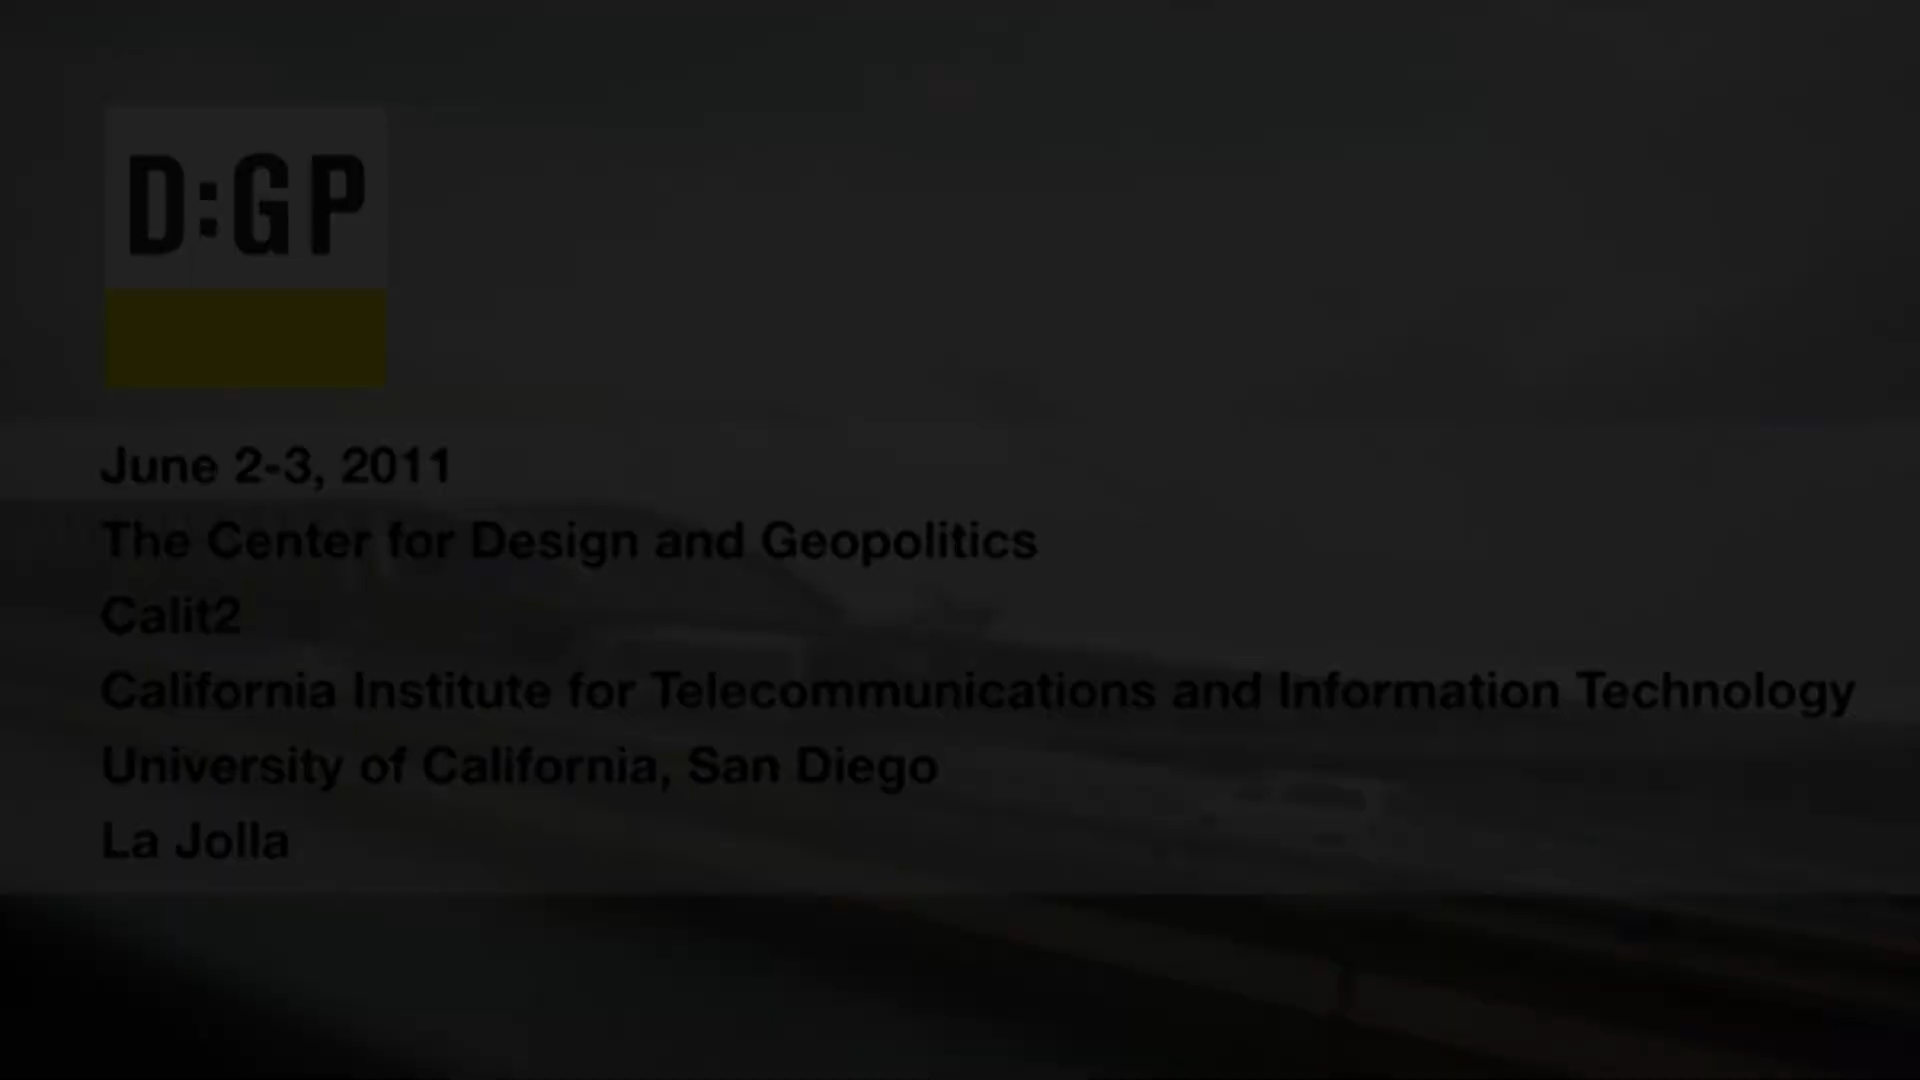 D:GP
June 2-3, 2011
The Center for Design and Geopolitics
Calit2
California Institute for Telecommunications and Information Technology
University of California, San Diego
La Jolla